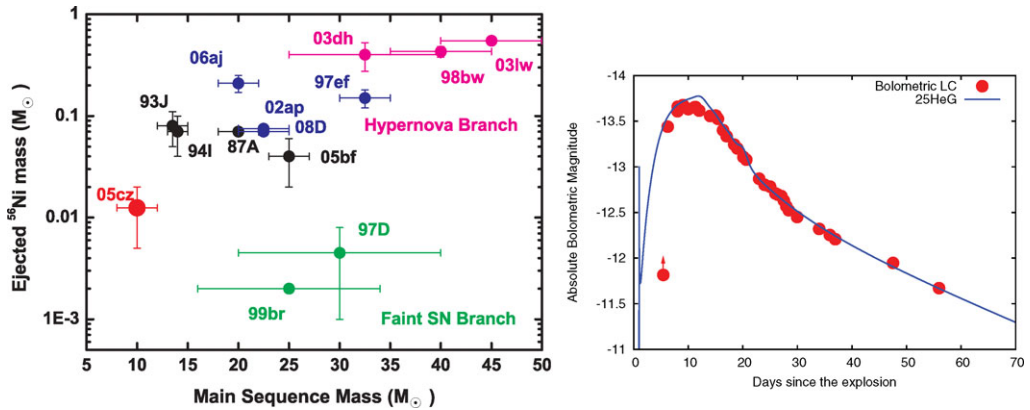 Ejected ⁵⁶Ni mass (M☉)
1
0.1
0.01
1E-3
03dh
06aj
97ef
03lw
98bw
93J
02ap
Hypernova Branch
08D
94I
87A
05bf
05cz
97D
99br
Faint SN Branch
5 10 15 20 25 30 35 40 45 50
Main Sequence Mass (M☉)
Absolute Bolometric Magnitude
-14
-13.5
-13
-12.5
-12
-11.5
-11
Bolometric LC
25HeG
0 10 20 30 40 50 60 70
Days since the explosion